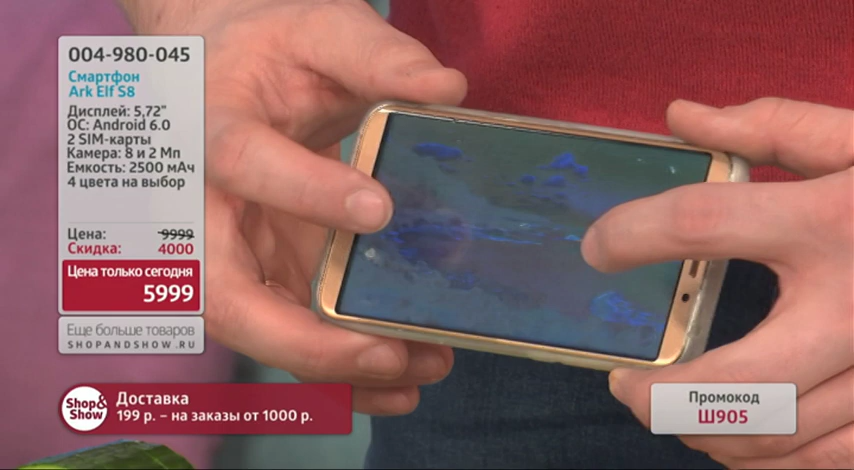 004-980-045
Смартфон
Ark Elf S8
Дисплей: 5,72"
ОС: Android 6.0
2 SIM-карты
Камера: 8 и 2 Мп
Емкость: 2500 мАч
4 цвета на выбор
Цена: 9999
Скидка: 4000
Цена только сегодня
5999
Еще больше товаров
SHOPANDSHOW.RU
Shop&
Show
Доставка
199 р. – на заказы от 1000 р.
Промокод
Ш905